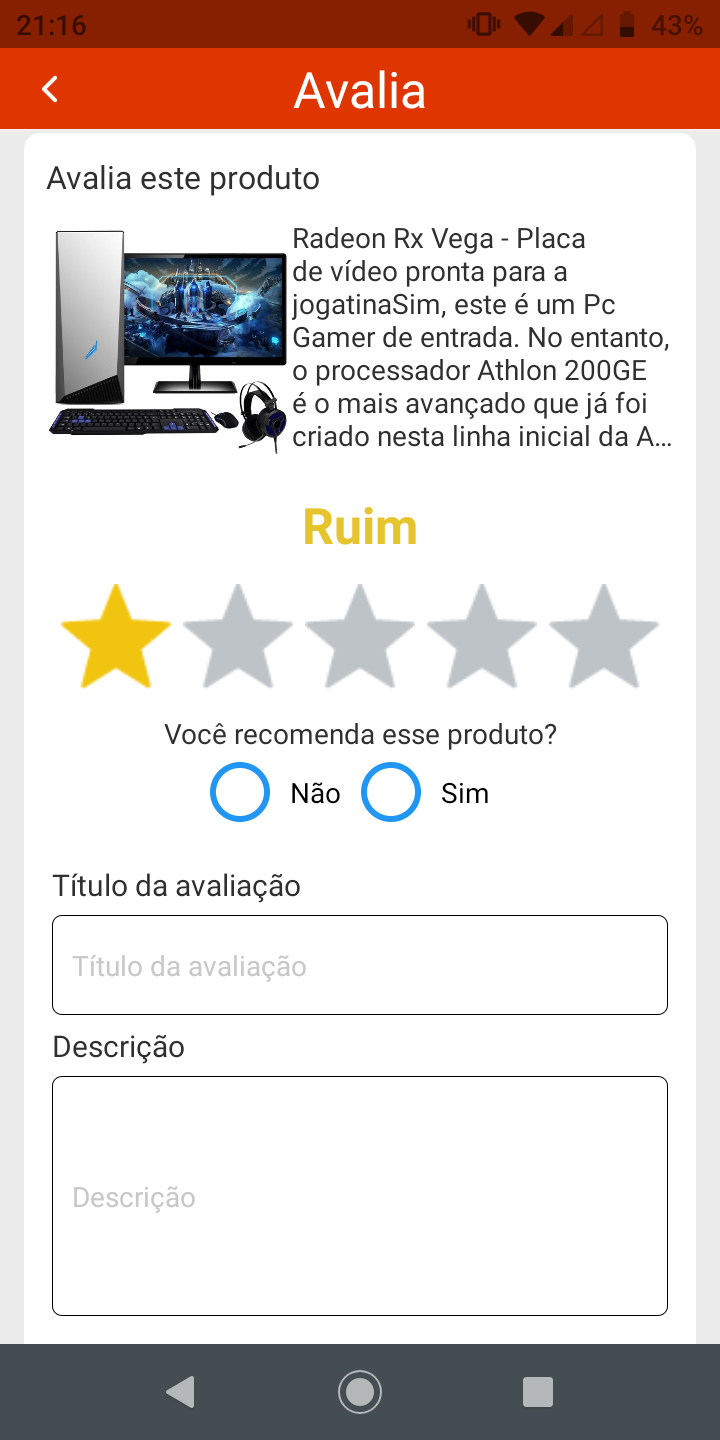 21:16
43%
Avalia
Avalia este produto
Radeon Rx Vega - Placa
de vídeo pronta para a
jogatinaSim, este é um Pc
Gamer de entrada. No entanto,
o processador Athlon 200GE
é o mais avançado que já foi
criado nesta linha inicial da A...
Ruim
Você recomenda esse produto?
Não Sim
Título da avaliação
Título da avaliação
Descrição
Descrição